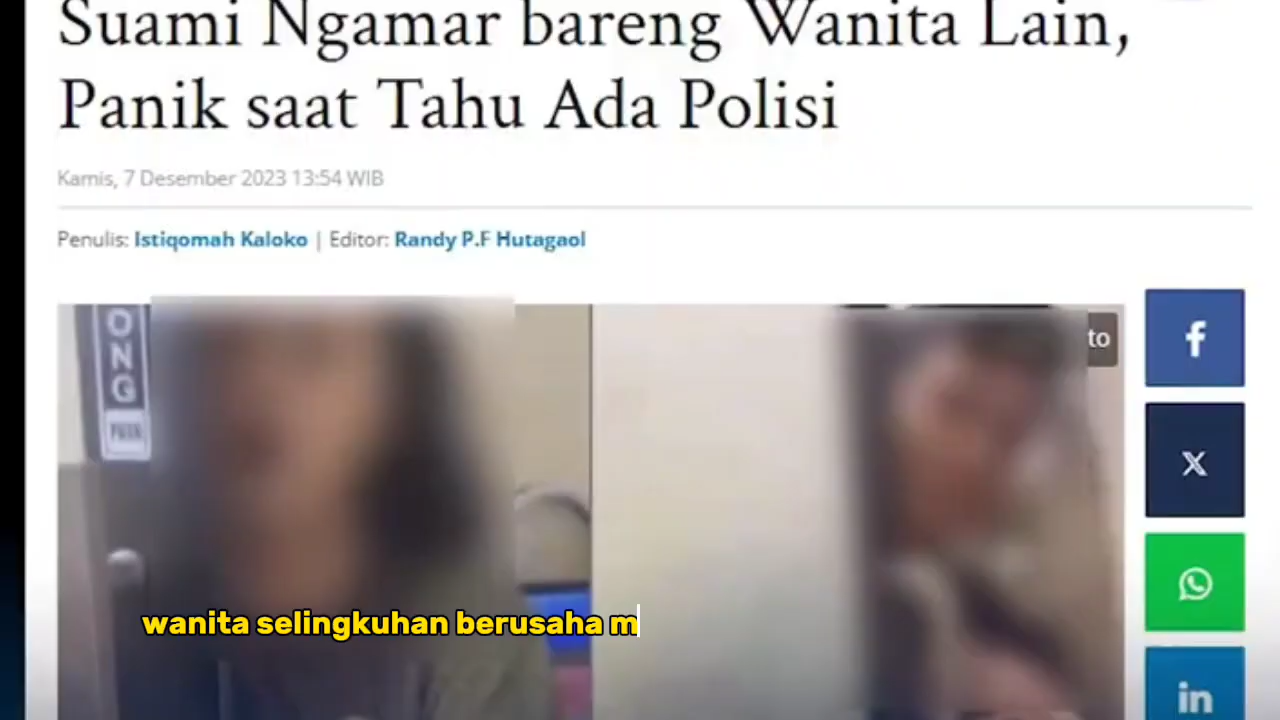 Suami Ngamar bareng Wanita Lain,
Panik saat Tahu Ada Polisi
Kamis, 7 Desember 2023 13:54 WIB
Penulis: Istiqomah Kaloko | Editor: Randy P.F Hutagaol
ONG
to
wanita selingkuhan berusaha m
f
X
in